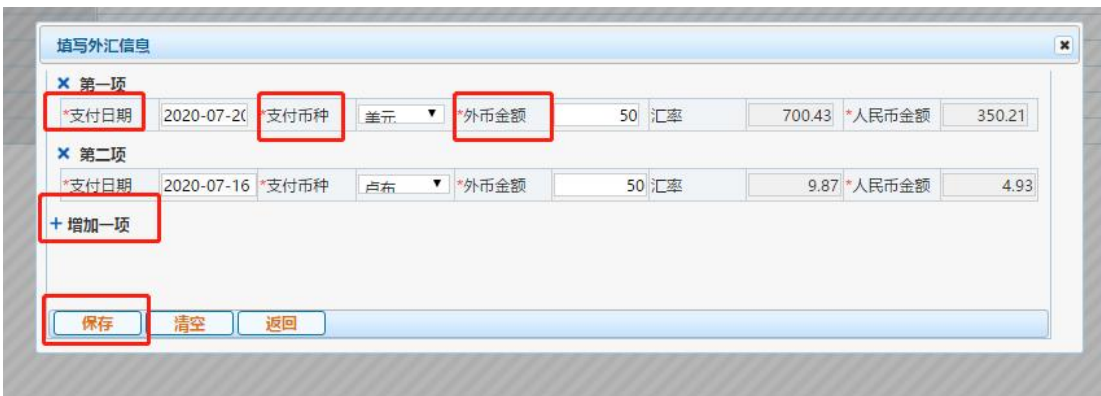 填写外汇信息
第一项
*支付日期 2020-07-20 *支付币种 美元 *外币金额 50 汇率 700.43 *人民币金额 350.21
第二项
*支付日期 2020-07-16 *支付币种 卢布 *外币金额 50 汇率 9.87 *人民币金额 4.93
+ 增加一项
保存 清空 返回